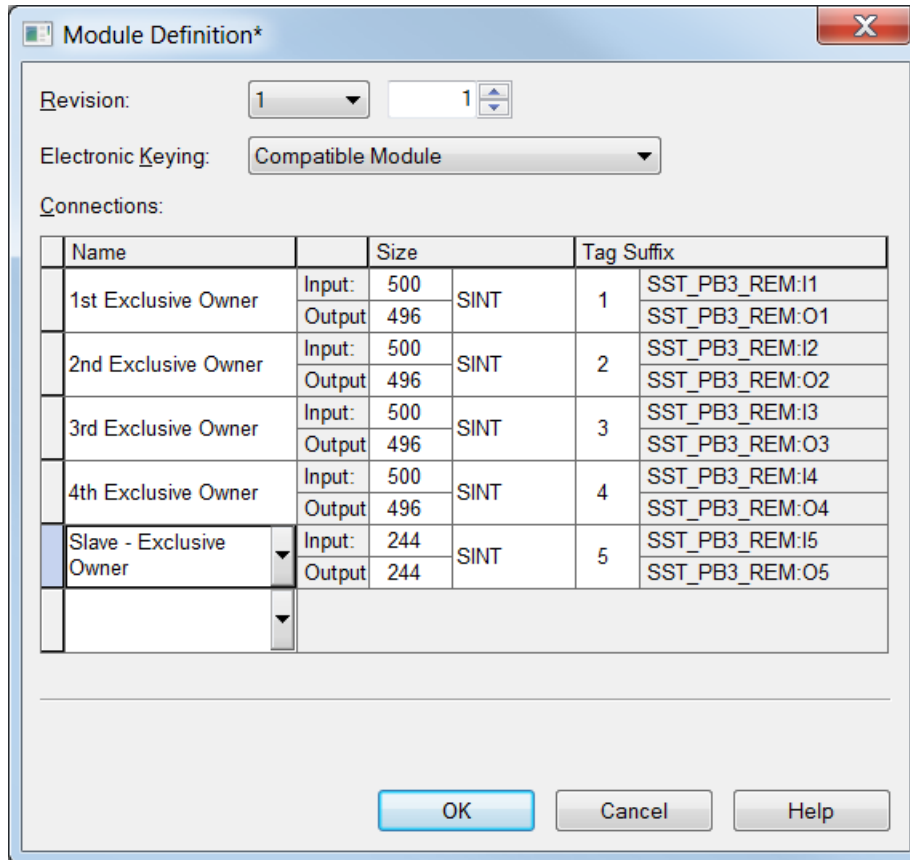 Module Definition*
Revision: 1 1
Electronic Keying: Compatible Module
Connections:
Name Size Tag Suffix
1st Exclusive Owner Input: 500 SINT 1 SST_PB3_REM:I1
Output 496 SST_PB3_REM:O1
2nd Exclusive Owner Input: 500 SINT 2 SST_PB3_REM:I2
Output 496 SST_PB3_REM:O2
3rd Exclusive Owner Input: 500 SINT 3 SST_PB3_REM:I3
Output 496 SST_PB3_REM:O3
4th Exclusive Owner Input: 500 SINT 4 SST_PB3_REM:I4
Output 496 SST_PB3_REM:O4
Slave - Exclusive Owner Input: 244 SINT 5 SST_PB3_REM:I5
Output 244 SST_PB3_REM:O5
OK Cancel Help